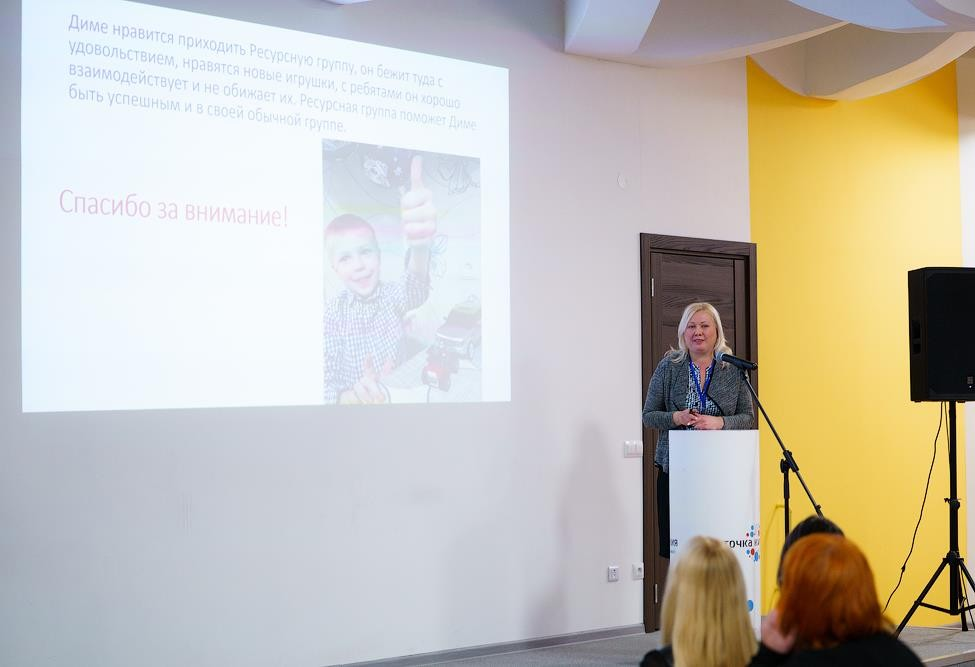 Диме нравится приходить Ресурсную группу, он бежит туда с
удовольствием, нравятся новые игрушки, с ребятами он хорошо
взаимодействует и не обижает их. Ресурсная группа поможет Диме
быть успешным и в своей обычной группе.
Спасибо за внимание!
точка